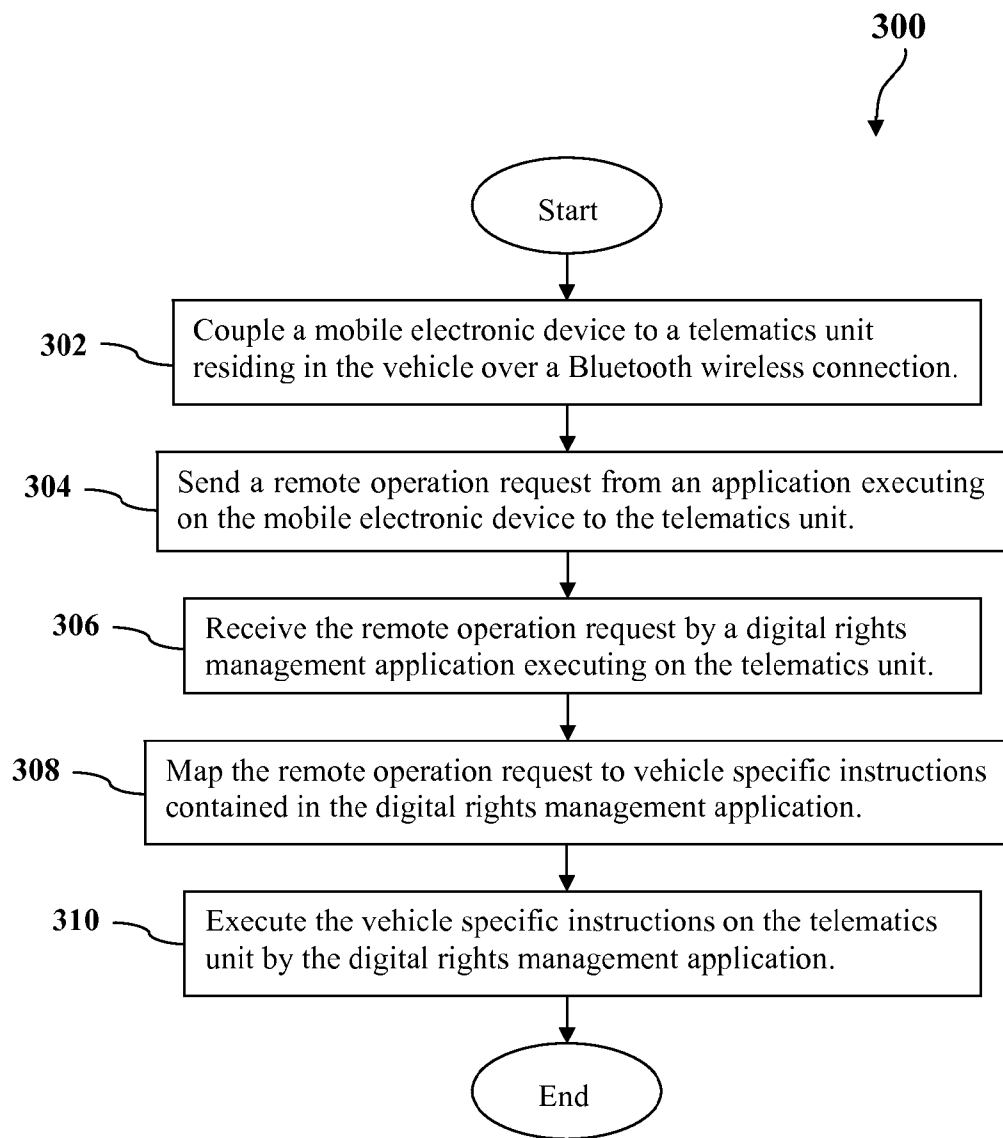 300
Start
302
Couple a mobile electronic device to a telematics unit
residing in the vehicle over a Bluetooth wireless connection.
304
Send a remote operation request from an application executing
on the mobile electronic device to the telematics unit.
306
Receive the remote operation request by a digital rights
management application executing on the telematics unit.
308
Map the remote operation request to vehicle specific instructions
contained in the digital rights management application.
310
Execute the vehicle specific instructions on the telematics
unit by the digital rights management application.
End